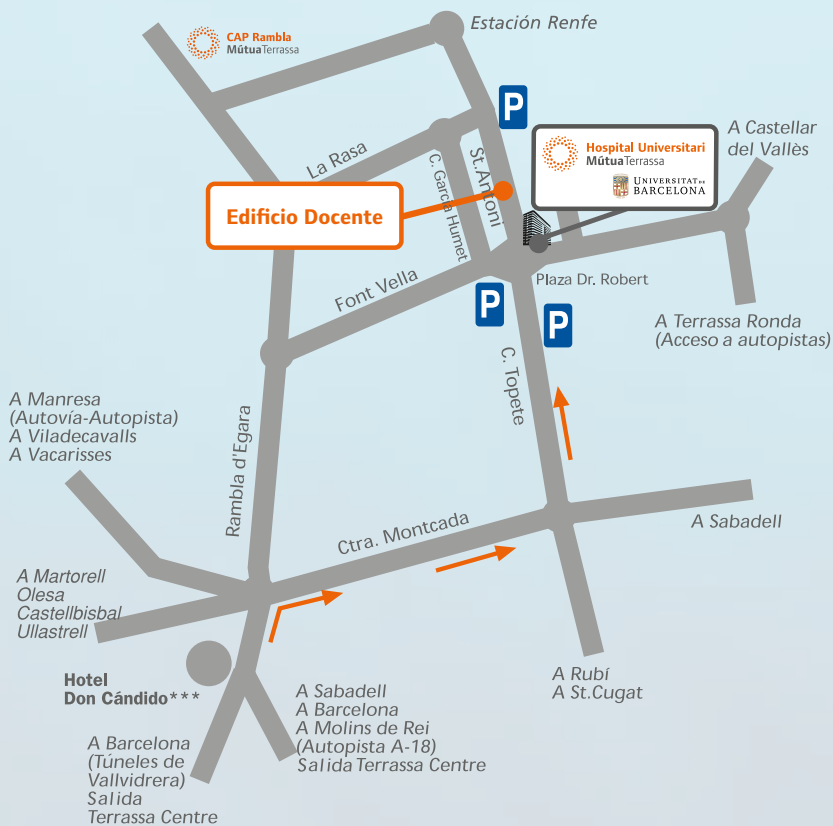 Estación Renfe
CAP Rambla
MútuaTerrassa
P
Hospital Universitari
MútuaTerrassa
UNIVERSITAT DE
BARCELONA
A Castellar
del Vallès
La Rasa
C. García Humet
St.Antoni
Edificio Docente
Plaza Dr. Robert
Font Vella
P
P
A Terrassa Ronda
(Acceso a autopistas)
C. Topete
A Manresa
(Autovía-Autopista)
A Viladecavalls
A Vacarisses
Rambla d'Egara
Ctra. Montcada
A Sabadell
A Martorell
Olesa
Castellbisbal
Ullastrell
Hotel
Don Cándido***
A Rubí
A St.Cugat
A Sabadell
A Barcelona
A Molins de Rei
(Autopista A-18)
Salida Terrassa Centre
A Barcelona
(Túneles de
Vallvidrera)
Salida
Terrassa Centre